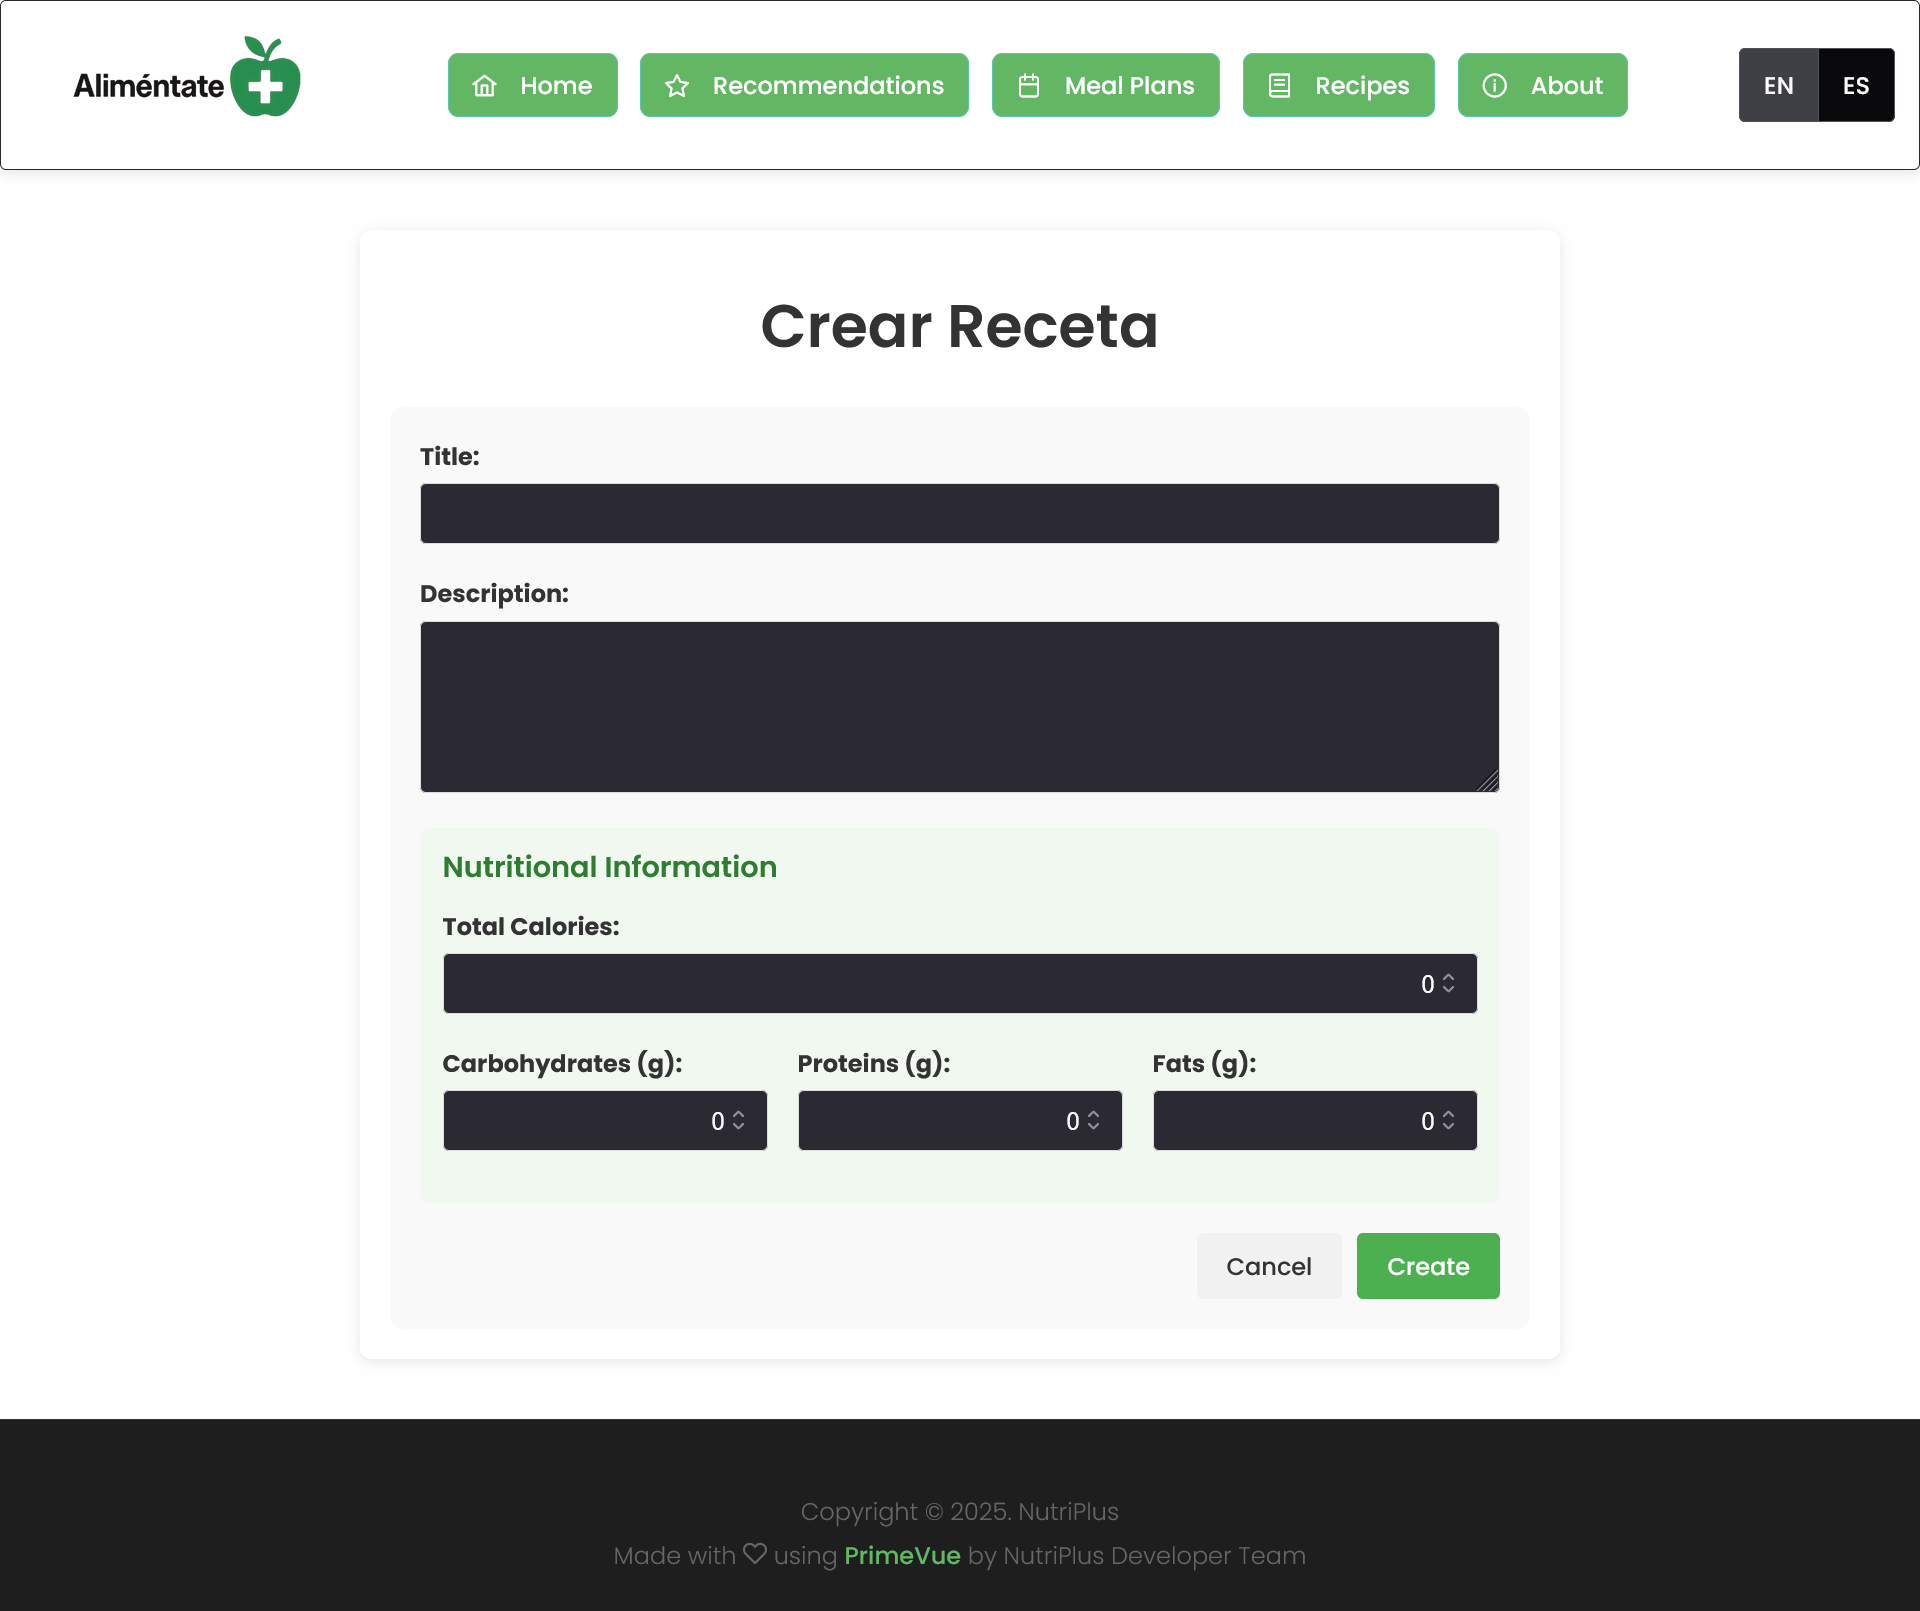 Aliméntate
Home
Recommendations
Meal Plans
Recipes
About
EN
ES
Crear Receta
Title:
Description:
Nutritional Information
Total Calories:
0
Carbohydrates (g):
Proteins (g):
Fats (g):
0
0
0
Cancel
Create
Copyright © 2025. NutriPlus
Made with ♡ using PrimeVue by NutriPlus Developer Team